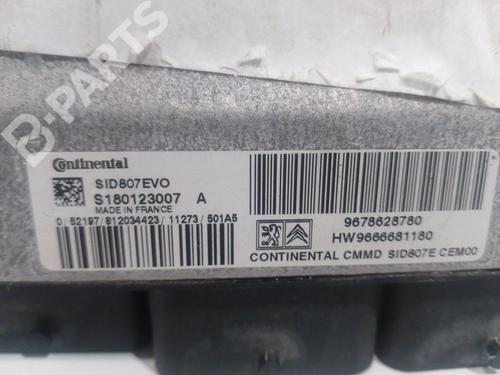 Continental
SID807EVO
S180123007 A
MADE IN FRANCE
0/52197/812034423/11273/501A5
9678628780
HW9666681180
CONTINENTAL CMMD SID807E CEM00
B-PARTS